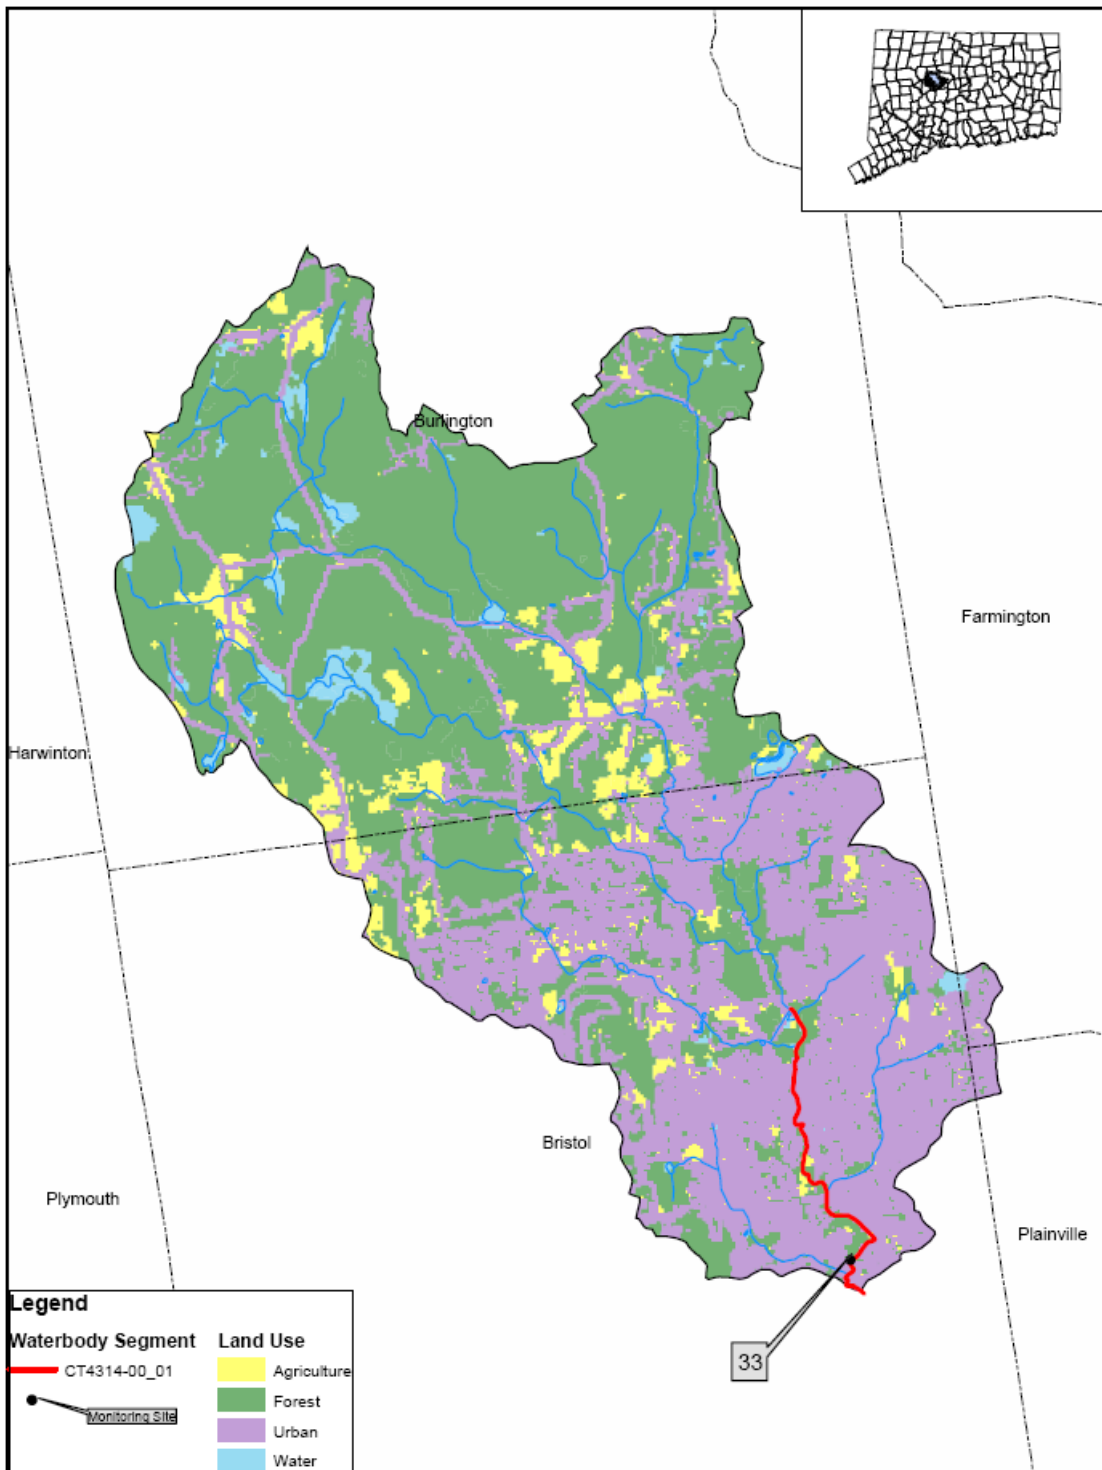 Burlington
Farmington
Harwinton
Bristol
Plymouth
Plainville
33
Legend
Waterbody Segment
CT4314-00_01
Monitoring Site
Land Use
Agriculture
Forest
Urban
Water